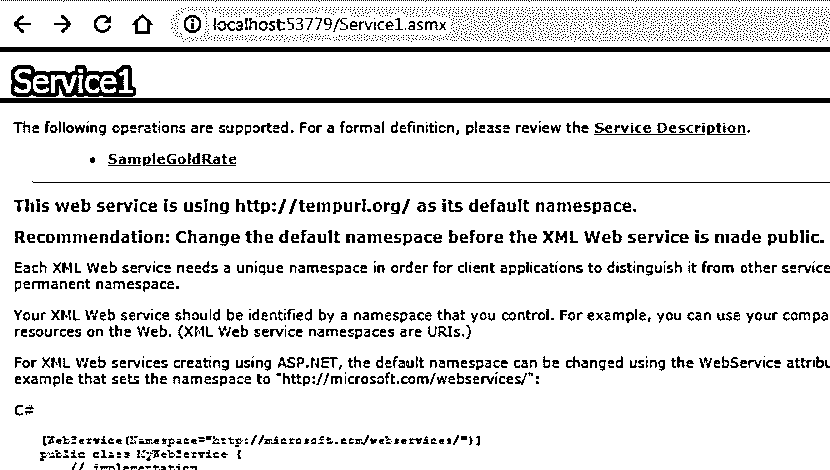 localhost:53779/Service1.asmx
Service1
The following operations are supported. For a formal definition, please review the Service Description.
• SampleGoldRate
This web service is using http://tempuri.org/ as its default namespace.
Recommendation: Change the default namespace before the XML Web service is made public.
Each XML Web service needs a unique namespace in order for client applications to distinguish it from other service
permanent namespace.
Your XML Web service should be identified by a namespace that you control. For example, you can use your compa
resources on the Web. (XML Web service namespaces are URIs.)
For XML Web services creating using ASP.NET, the default namespace can be changed using the WebService attribu
example that sets the namespace to "http://microsoft.com/webservices/":
C#
[WebService(Namespace="http://microsoft.com/webservices/")]
public class MyWebService {
// implementation